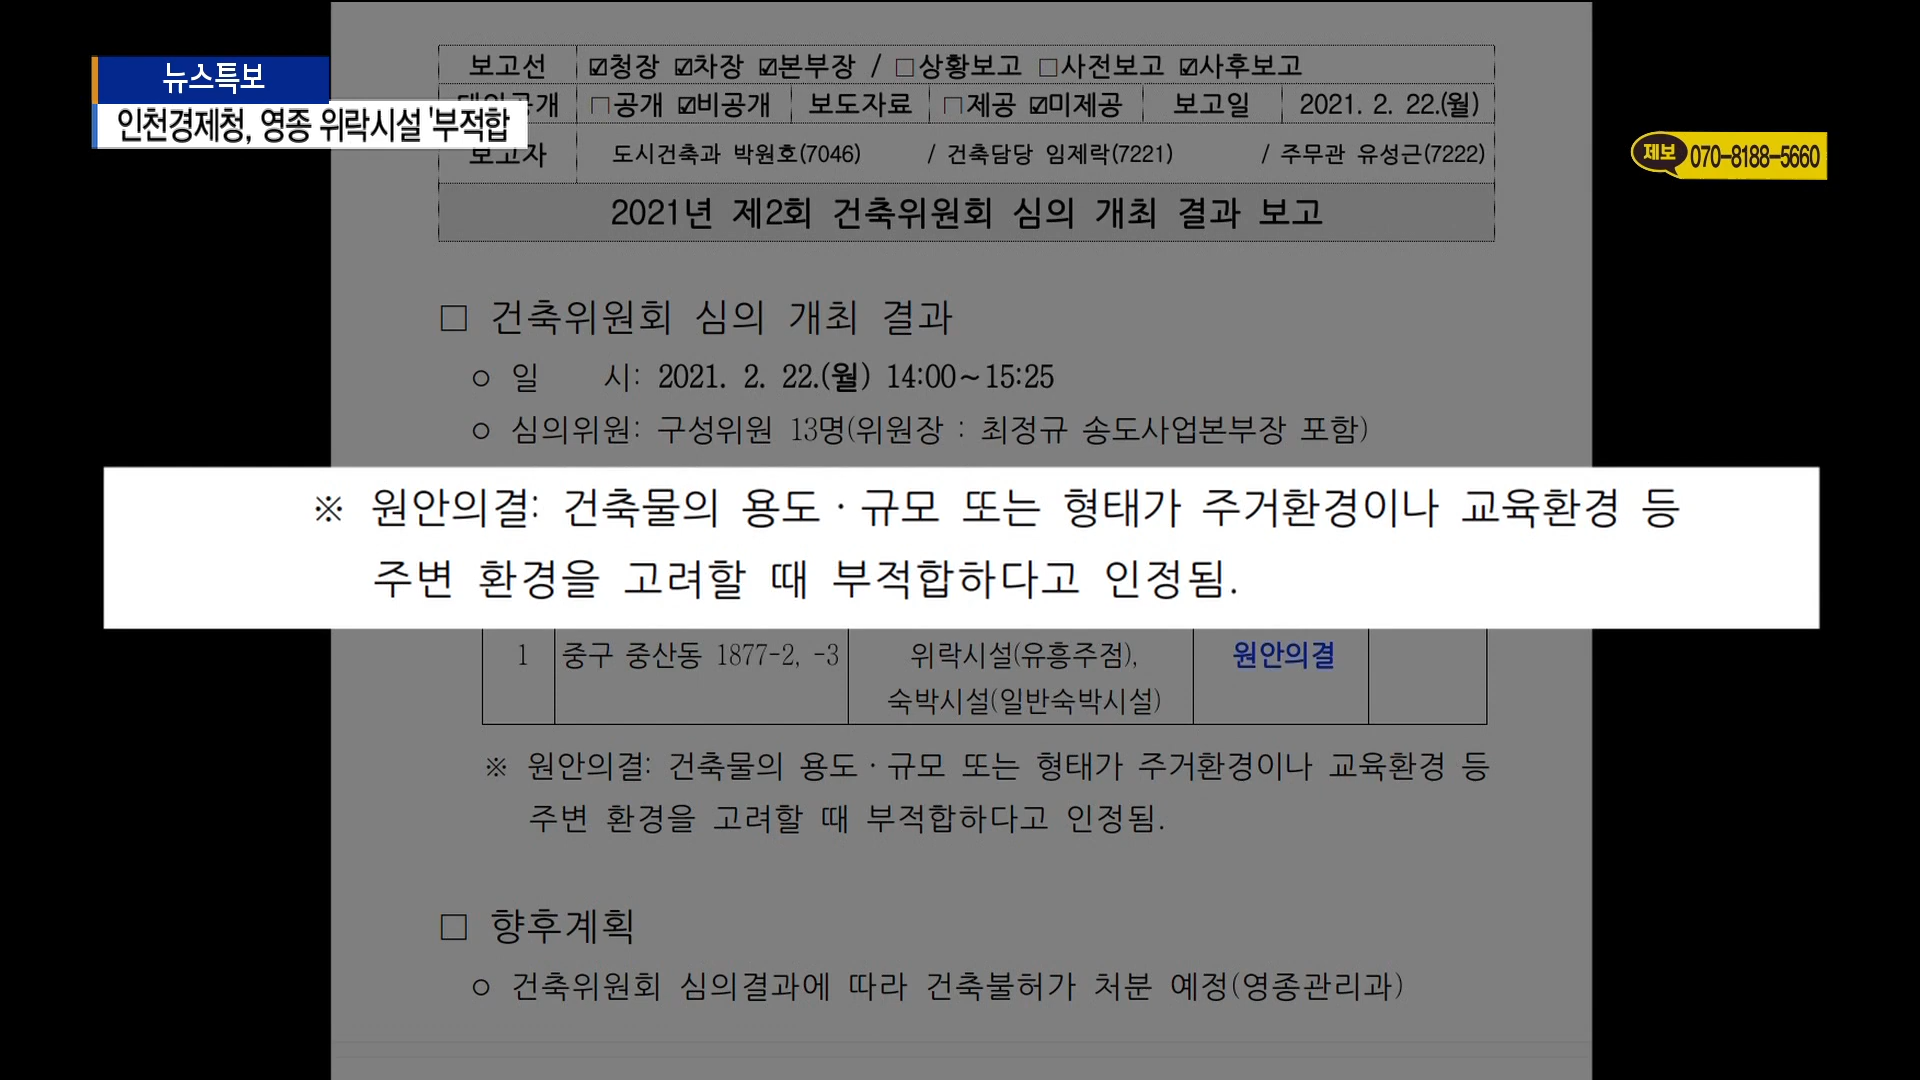 뉴스특보
인천경제청, 영종 위락시설 '부적합
제보 070-8188-5660
보고선 ☑청장 ☑차장 ☑본부장 / □상황보고 □사전보고 ☑사후보고
□공개 ☑비공개 보도자료 □제공 ☑미제공 보고일 2021. 2. 22.(월)
보고자 도시건축과 박원호(7046) / 건축담당 임제락(7221) / 주무관 유성근(7222)
2021년 제2회 건축위원회 심의 개최 결과 보고
□ 건축위원회 심의 개최 결과
○ 일 시: 2021. 2. 22.(월) 14:00~15:25
○ 심의위원: 구성위원 13명(위원장 : 최정규 송도사업본부장 포함)
※ 원안의결: 건축물의 용도·규모 또는 형태가 주거환경이나 교육환경 등
주변 환경을 고려할 때 부적합하다고 인정됨.
1 중구 중산동 1877-2, -3 위락시설(유흥주점), 원안의결
숙박시설(일반숙박시설)
※ 원안의결: 건축물의 용도·규모 또는 형태가 주거환경이나 교육환경 등
주변 환경을 고려할 때 부적합하다고 인정됨.
□ 향후계획
○ 건축위원회 심의결과에 따라 건축불허가 처분 예정(영종관리과)